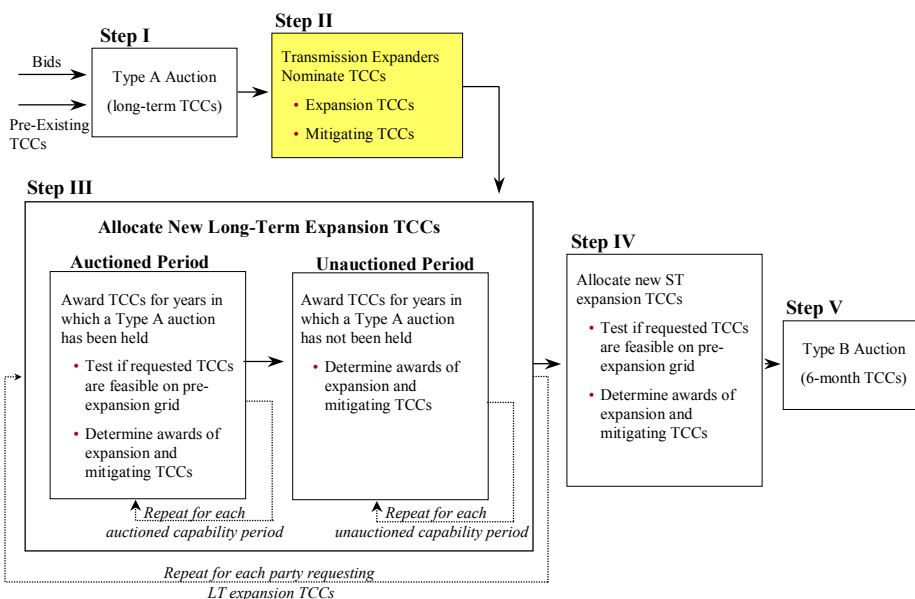 Step I
Bids
Pre-Existing
TCCs
Type A Auction
(long-term TCCs)
Step II
Transmission Expanders
Nominate TCCs
• Expansion TCCs
• Mitigating TCCs
Step III
Allocate New Long-Term Expansion TCCs
Auctioned Period
Award TCCs for years in
which a Type A auction
has been held
• Test if requested TCCs
are feasible on pre-
expansion grid
• Determine awards of
expansion and
mitigating TCCs
Repeat for each
auctioned capability period
Unauctioned Period
Award TCCs for years in
which a Type A auction
has not been held
• Determine awards of
expansion and
mitigating TCCs
Repeat for each
unauctioned capability period
Repeat for each party requesting
LT expansion TCCs
Step IV
Allocate new ST
expansion TCCs
• Test if requested TCCs
are feasible on pre-
expansion grid
• Determine awards of
expansion and
mitigating TCCs
Step V
Type B Auction
(6-month TCCs)